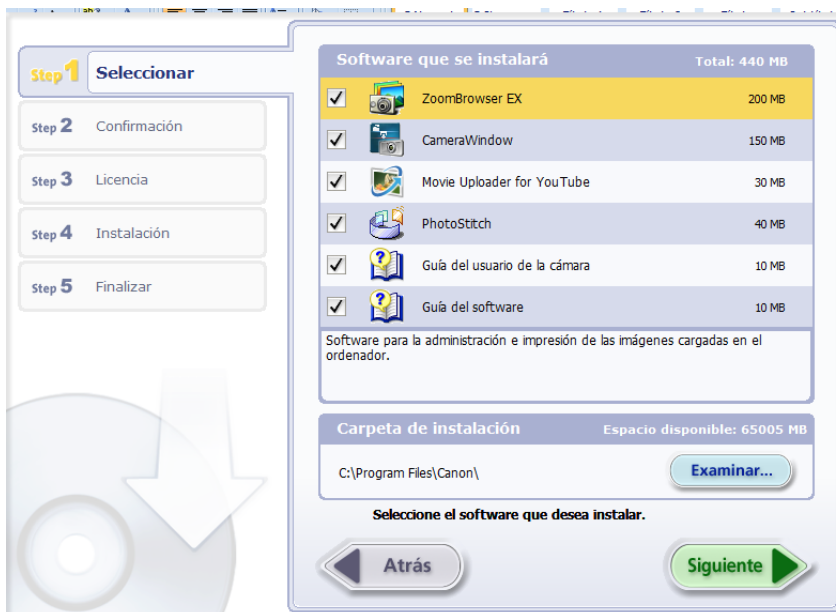 Step 1 Seleccionar
Step 2 Confirmación
Step 3 Licencia
Step 4 Instalación
Step 5 Finalizar
Software que se instalará Total: 440 MB
ZoomBrowser EX 200 MB
CameraWindow 150 MB
Movie Uploader for YouTube 30 MB
PhotoStitch 40 MB
Guía del usuario de la cámara 10 MB
Guía del software 10 MB
Software para la administración e impresión de las imágenes cargadas en el
ordenador.
Carpeta de instalación Espacio disponible: 65005 MB
C:\Program Files\Canon\ Examinar...
Seleccione el software que desea instalar.
Atrás Siguiente